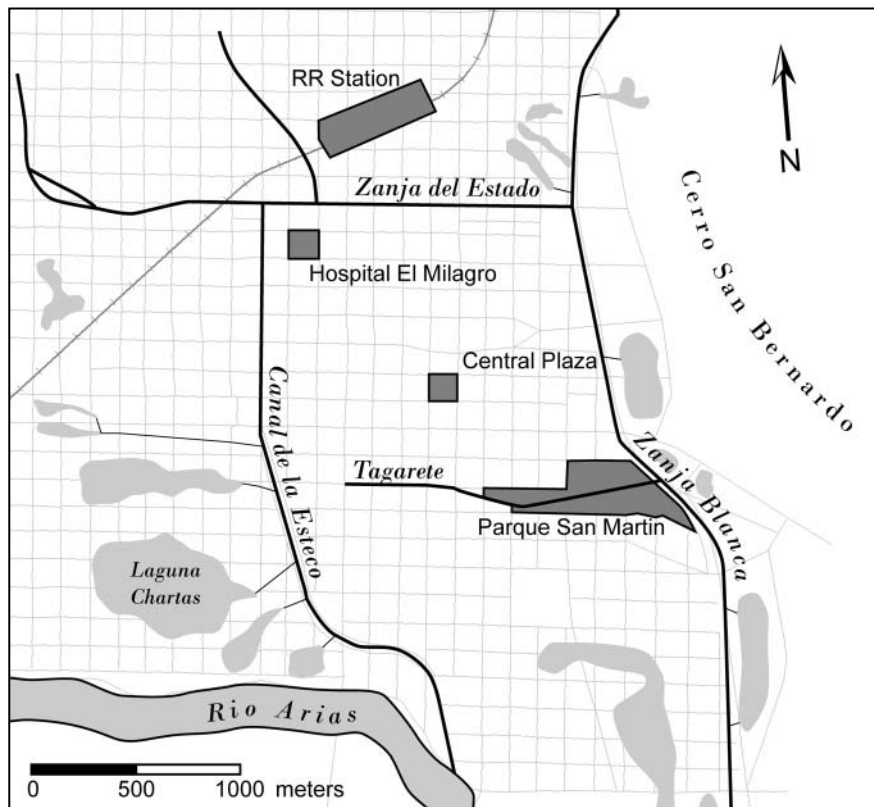 RR Station
N
Zanja del Estado
Cerro San Bernardo
Hospital El Milagro
Central Plaza
Canal de la Esteco
Tagarete
Zanja Blanca
Parque San Martin
Laguna
Chartas
Rio Arias
0 500 1000 meters